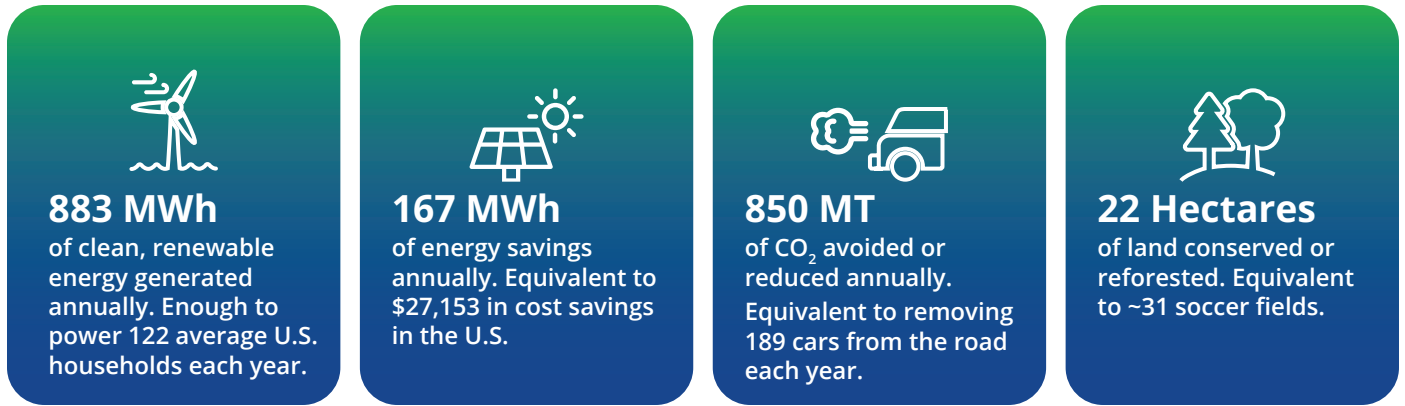 883 MWh
of clean, renewable
energy generated
annually. Enough to
power 122 average U.S.
households each year.
167 MWh
of energy savings
annually. Equivalent to
$27,153 in cost savings
in the U.S.
850 MT
of CO₂ avoided or
reduced annually.
Equivalent to removing
189 cars from the road
each year.
22 Hectares
of land conserved or
reforested. Equivalent
to ~31 soccer fields.